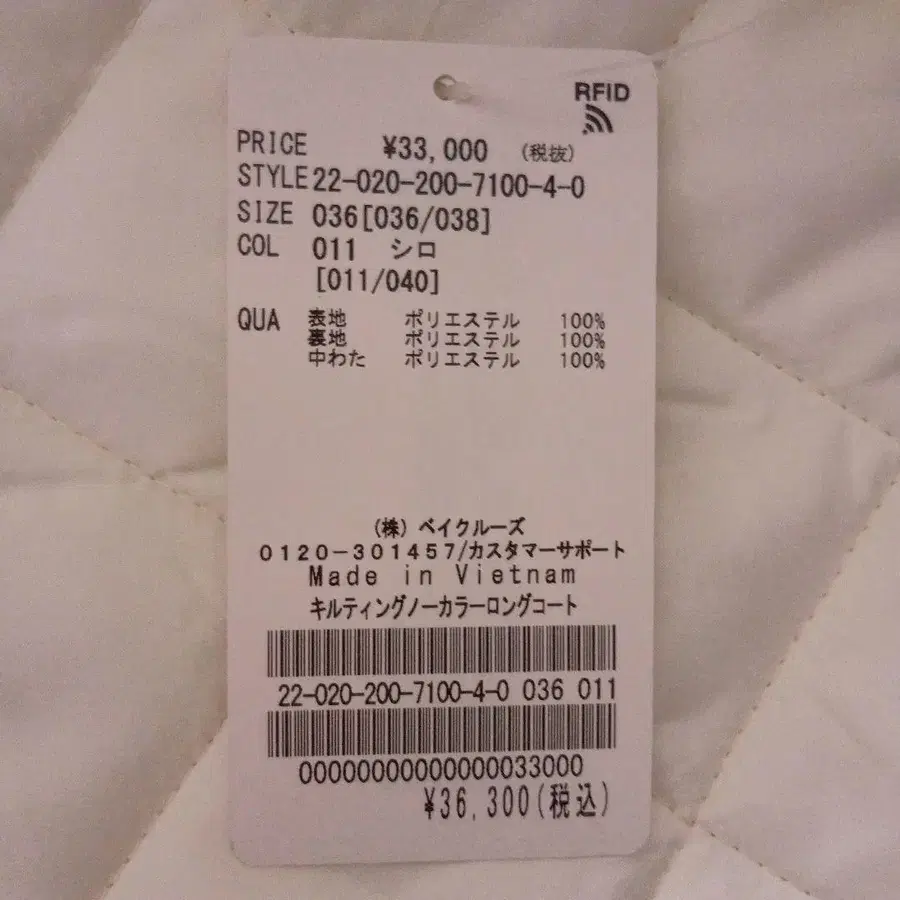 RFID
PRICE ¥33,000 (税抜)
STYLE 22-020-200-7100-4-0
SIZE 036[036/038]
COL 011 シロ
[011/040]
QUA 表地 ポリエステル 100%
裏地 ポリエステル 100%
中わた ポリエステル 100%
(株) ベイクルーズ
0120-301457/カスタマーサポート
Made in Vietnam
キルティングノーカラーロングコート
22-020-200-7100-4-0 036 011
00000000000000033000
¥36,300(税込)